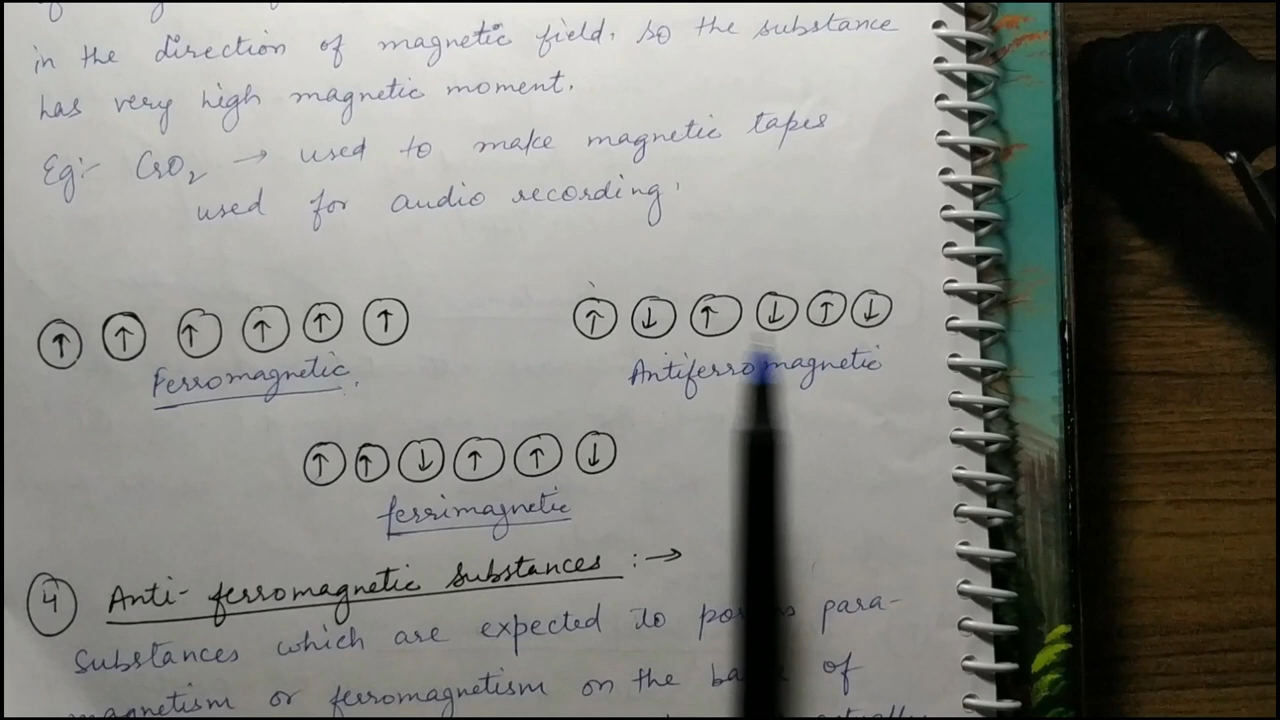 in the direction of magnetic field. so the substance
has very high magnetic moment.
Eg:- CrO₂ → used to make magnetic tapes
used for audio recording.
↑ ↑ ↑ ↑ ↑ ↑
Ferromagnetic.
↑ ↓ ↑ ↓ ↑ ↓
Antiferromagnetic
↑ ↑ ↓ ↑ ↑ ↓
ferrimagnetic
4 Anti-ferromagnetic Substances :→
Substances which are expected to para-
magnetism or ferromagnetism on the of